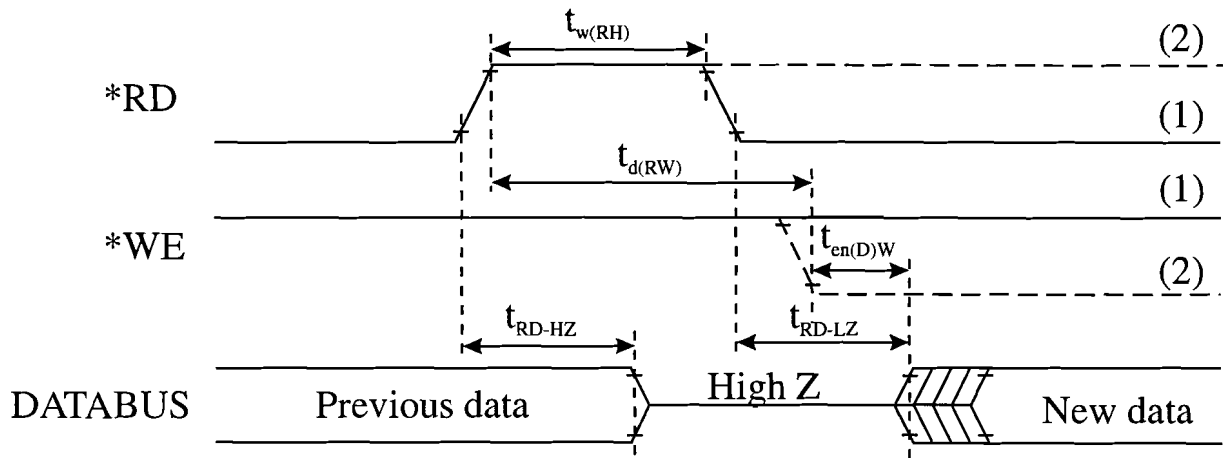 t_w(RH)
(2)
*RD
(1)
t_d(RW)
(1)
*WE
t_en(D)W
(2)
t_RD-HZ
t_RD-LZ
DATABUS
Previous data
High Z
New data